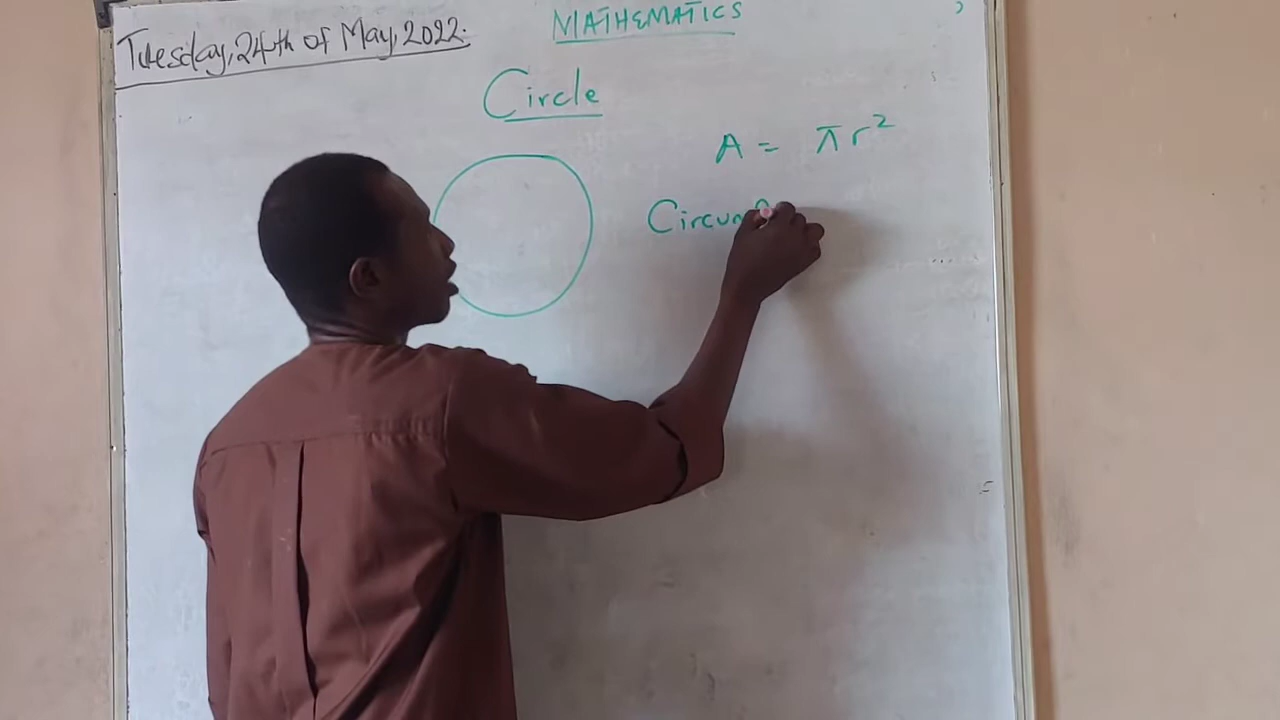 Tuesday, 24th of May, 2022.
MATHEMATICS
Circle
A = πr²
Circum